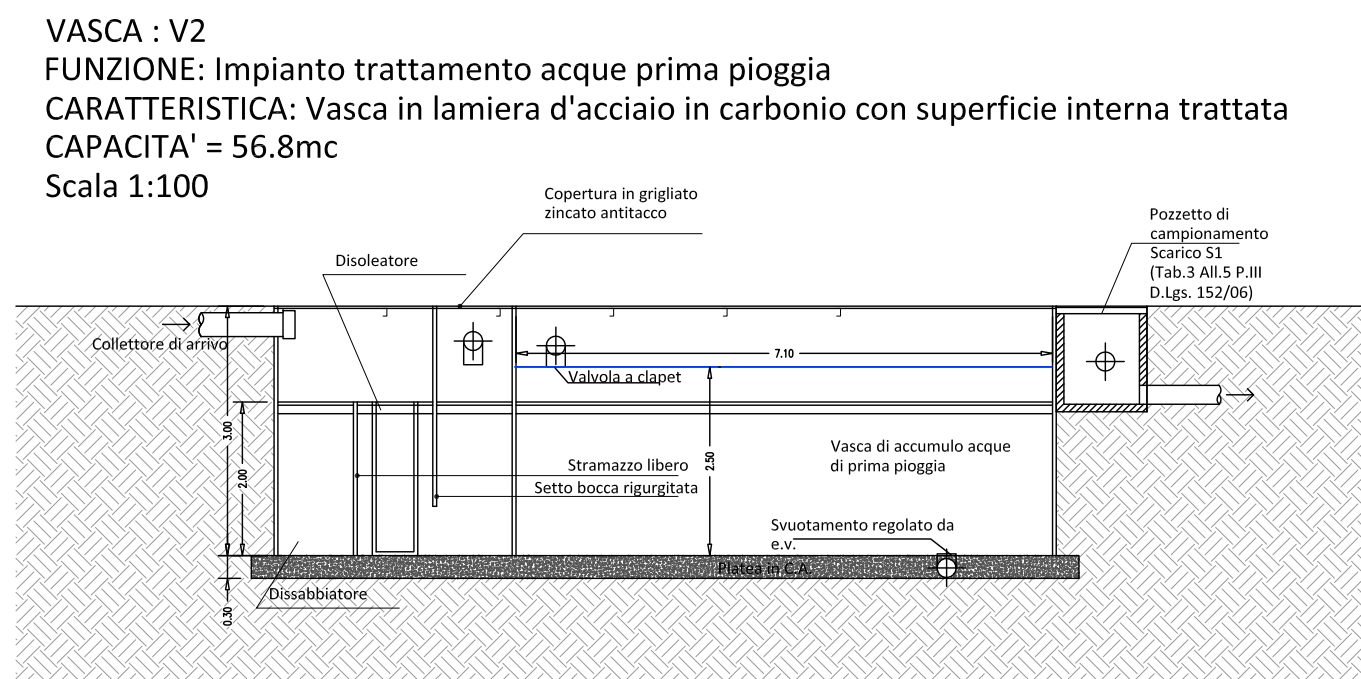 VASCA : V2
FUNZIONE: Impianto trattamento acque prima pioggia
CARATTERISTICA: Vasca in lamiera d'acciaio in carbonio con superficie interna trattata
CAPACITA' = 56.8mc
Scala 1:100
Copertura in grigliato
zincato antitacco
Pozzetto di
campionamento
Scarico S1
(Tab.3 All.5 P.III
D.Lgs. 152/06)
Disoleatore
Collettore di arrivo
7.10
Valvola a clapet
3.00
2.00
2.50
Vasca di accumulo acque
di prima pioggia
Stramazzo libero
Setto bocca rigurgitata
Svuotamento regolato da
e.v.
Platea in C.A.
Dissabbiatore
0.30